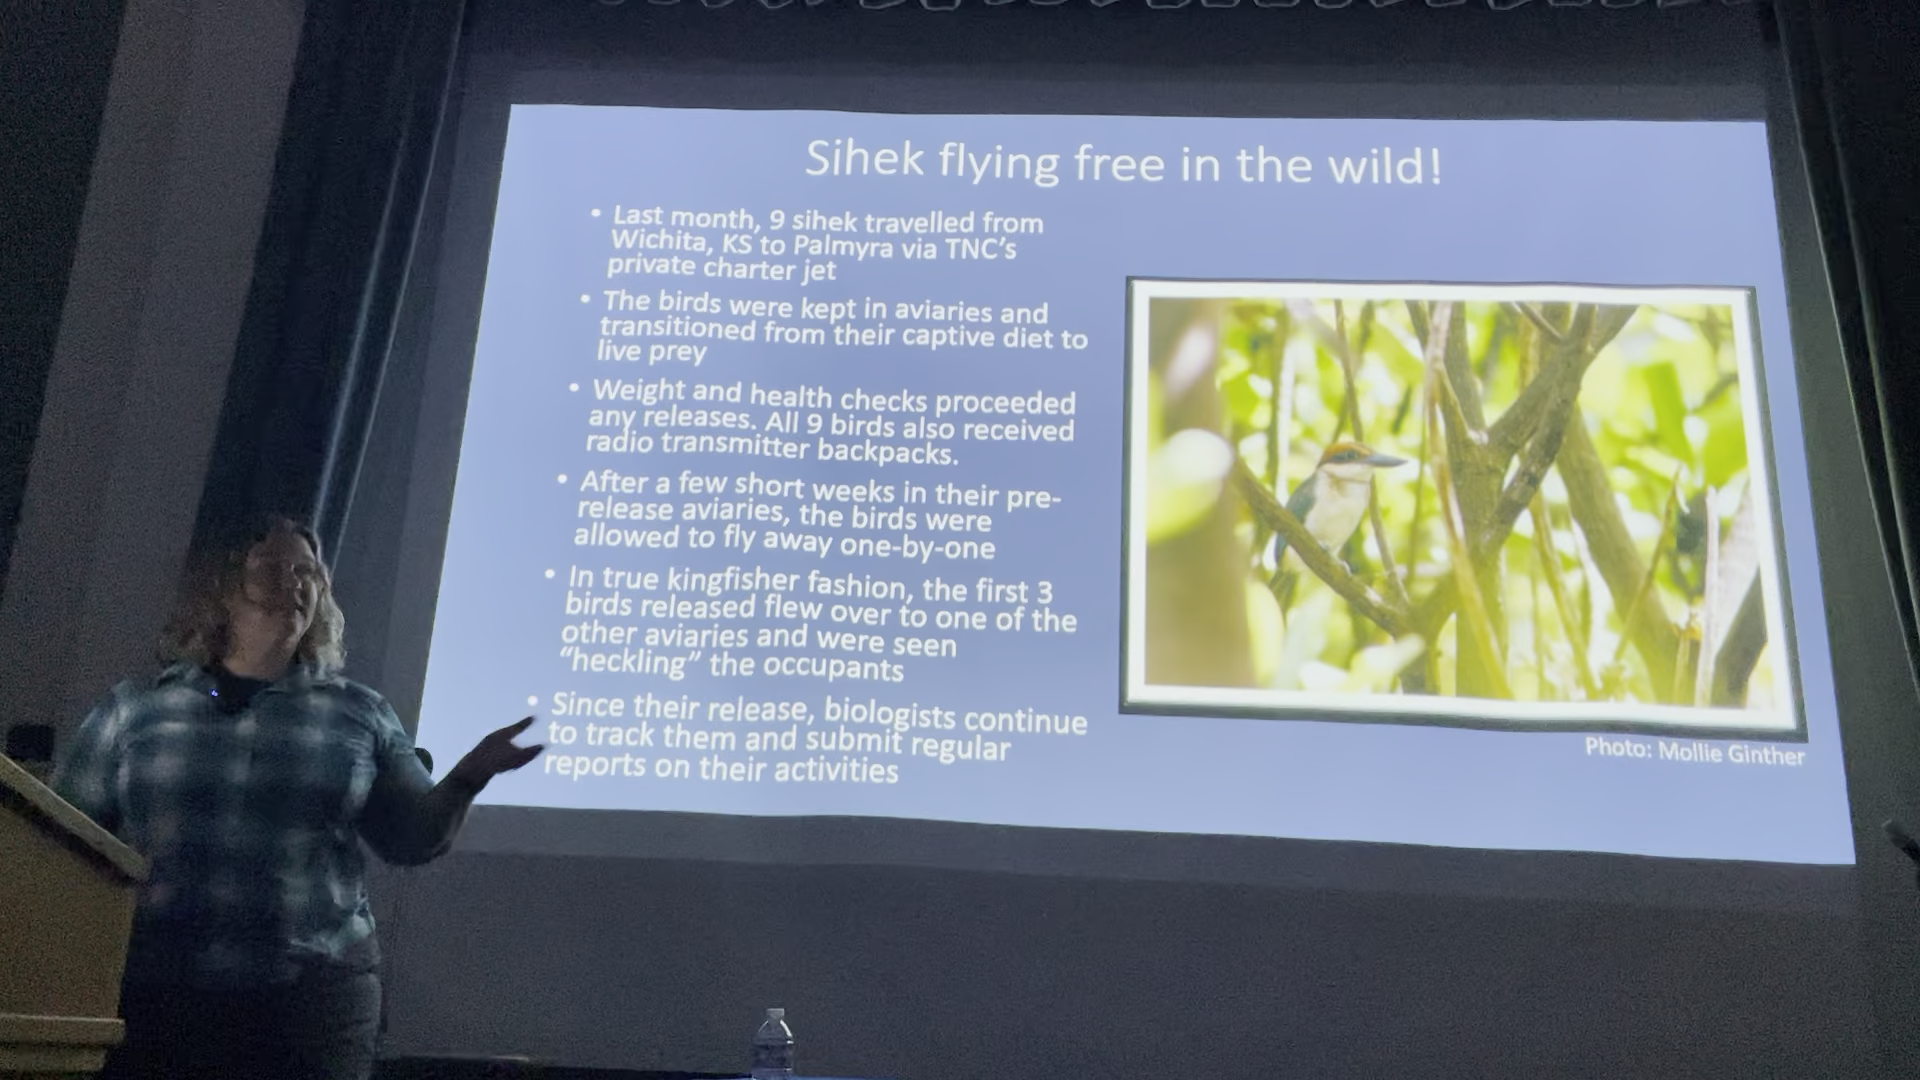 Sihek flying free in the wild!
• Last month, 9 sihek travelled from
Wichita, KS to Palmyra via TNC's
private charter jet
• The birds were kept in aviaries and
transitioned from their captive diet to
live prey
• Weight and health checks proceeded
any releases. All 9 birds also received
radio transmitter backpacks.
• After a few short weeks in their pre-
release aviaries, the birds were
allowed to fly away one-by-one
• In true kingfisher fashion, the first 3
birds released flew over to one of the
other aviaries and were seen
"heckling" the occupants
• Since their release, biologists continue
to track them and submit regular
reports on their activities
Photo: Mollie Ginther